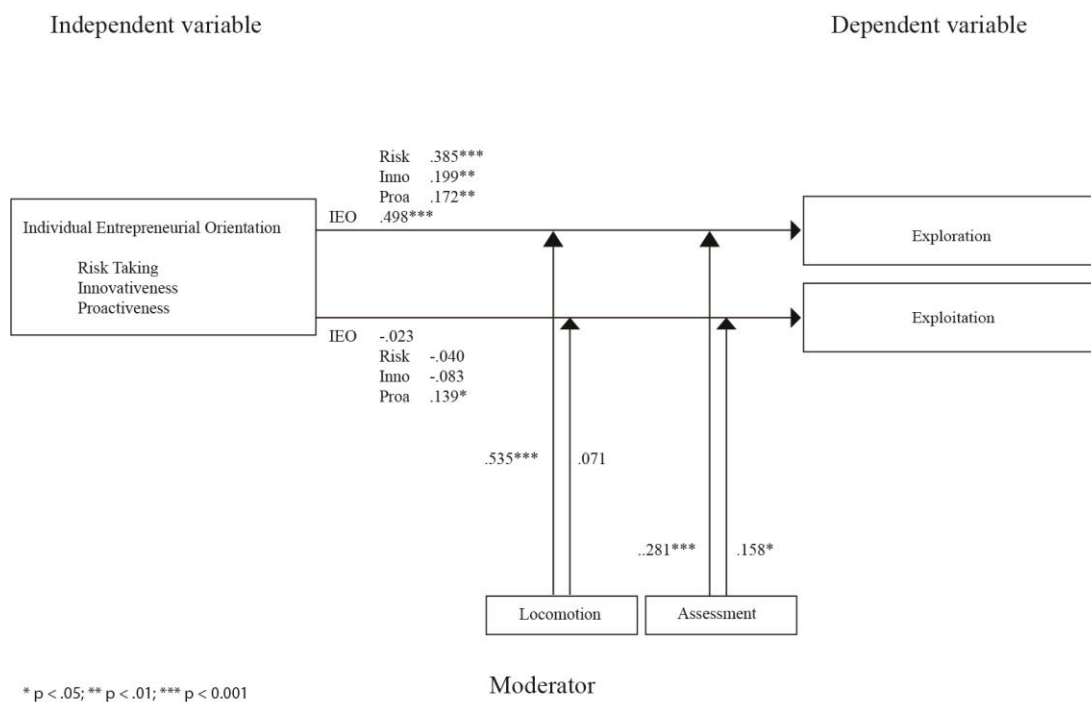 Independent variable
Dependent variable
Risk .385***
Inno .199**
Proa .172**
IEO .498***
Individual Entrepreneurial Orientation
Risk Taking
Innovativeness
Proactiveness
Exploration
Exploitation
IEO -.023
Risk -.040
Inno -.083
Proa .139*
.535***
.071
..281***
.158*
Locomotion
Assessment
Moderator
* p < .05; ** p < .01; *** p < 0.001